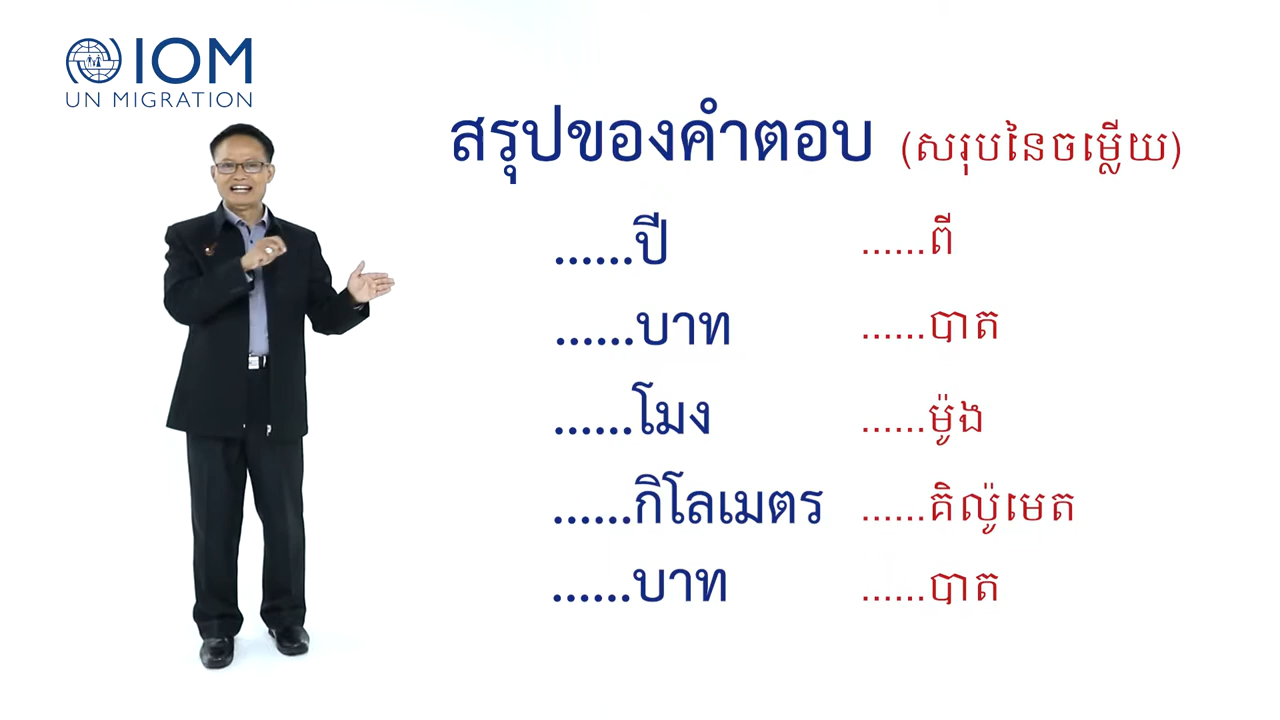 IOM
UN MIGRATION
สรุปของคำตอบ (សរុបនៃចម្លើយ)
......ปี ......ពី
......บาท ......បាត
......โมง ......ម៉ូង
......กิโลเมตร ......គិល៉ូមេត
......บาท ......បាត